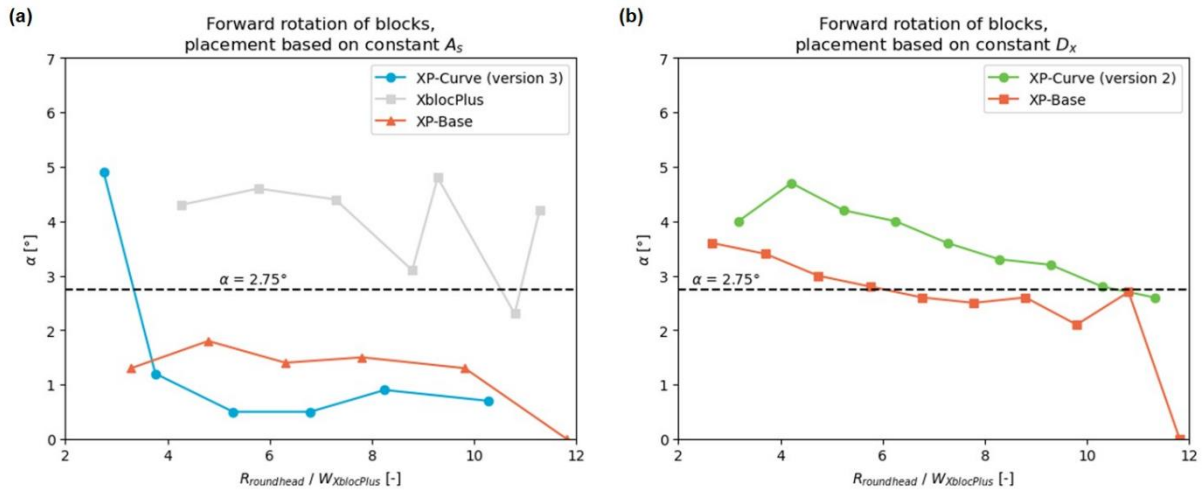 (a)
Forward rotation of blocks,
placement based on constant A_s
7
6
5
4
3
2
1
0
α [°]
XP-Curve (version 3)
XblocPlus
XP-Base
α = 2.75°
2 4 6 8 10 12
R_roundhead / W_XblocPlus [-]
(b)
Forward rotation of blocks,
placement based on constant D_x
7
6
5
4
3
2
1
0
α [°]
XP-Curve (version 2)
XP-Base
α = 2.75°
2 4 6 8 10 12
R_roundhead / W_XblocPlus [-]